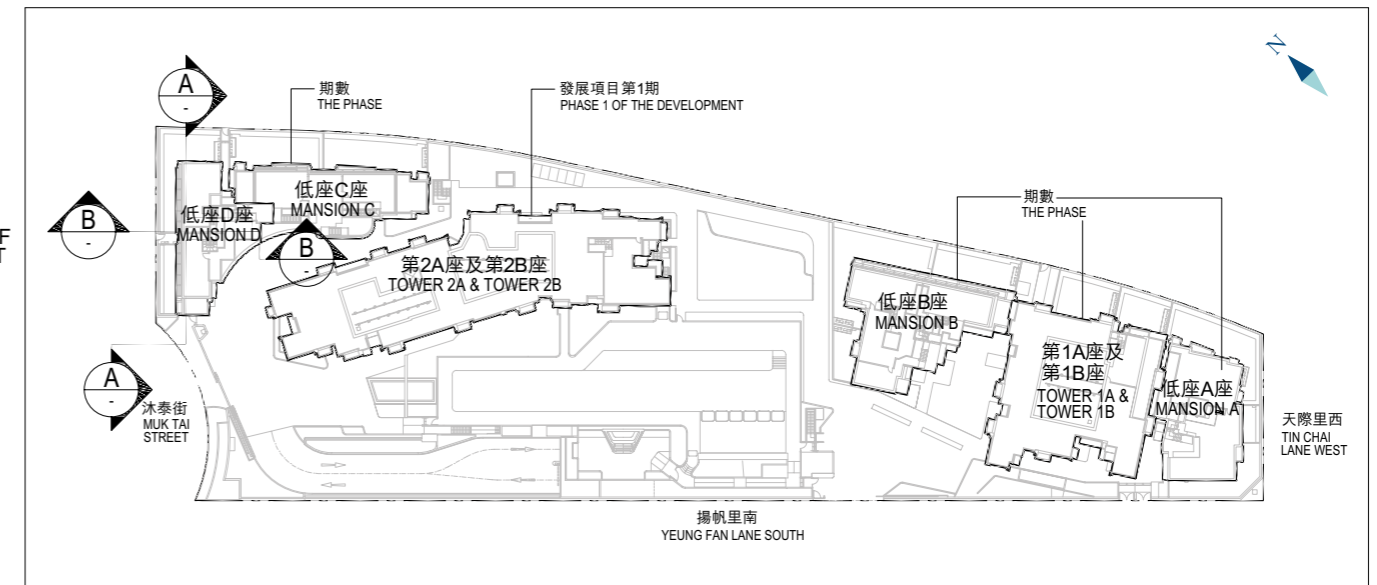 N
A
-
期數
THE PHASE
發展項目第1期
PHASE 1 OF THE DEVELOPMENT
低座C座
MANSION C
期數
THE PHASE
B
-
F
T
低座D座
MANSION D
B
-
第2A座及第2B座
TOWER 2A & TOWER 2B
低座B座
MANSION B
第1A座及
第1B座
TOWER 1A &
TOWER 1B
低座A座
MANSION A
A
-
沐泰街
MUK TAI
STREET
天際里西
TIN CHAI
LANE WEST
揚帆里南
YEUNG FAN LANE SOUTH